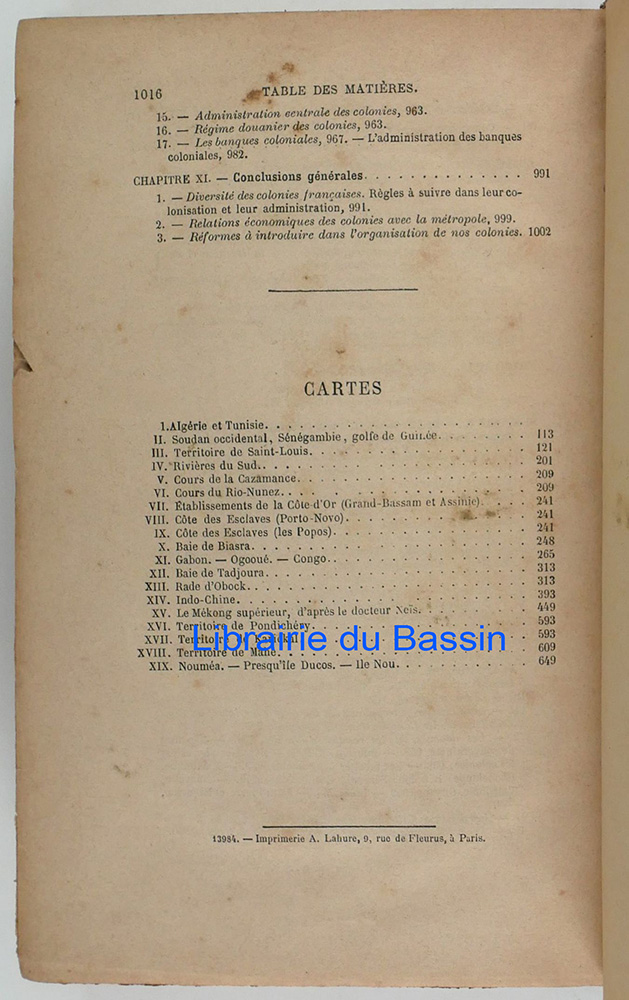 1016 TABLE DES MATIÈRES.
15. — Administration centrale des colonies, 963.
16. — Régime douanier des colonies, 963.
17. — Les banques coloniales, 967. — L'administration des banques
coloniales, 982.
CHAPITRE XI. — Conclusions générales. . . . . . . . . . . . . . 991
1. — Diversité des colonies françaises. Règles à suivre dans leur co-
lonisation et leur administration, 991.
2. — Relations économiques des colonies avec la métropole, 999.
3. — Réformes à introduire dans l'organisation de nos colonies. 1002
CARTES
I. Algérie et Tunisie. . . . . . . . . . . . . . . . . . . . . .
II. Soudan occidental, Sénégambie, golfe de Guinée. . . . . . . . 113
III. Territoire de Saint-Louis. . . . . . . . . . . . . . . . . . 121
IV. Rivières du Sud. . . . . . . . . . . . . . . . . . . . . . . 201
V. Cours de la Cazamance. . . . . . . . . . . . . . . . . . . . 209
VI. Cours du Rio-Nunez. . . . . . . . . . . . . . . . . . . . . 209
VII. Établissements de la Côte d'Or (Grand-Bassam et Assinie). . . . 241
VIII. Côte des Esclaves (Porto-Novo). . . . . . . . . . . . . . . 241
IX. Côte des Esclaves (les Popos). . . . . . . . . . . . . . . . 241
X. Baie de Biasra. . . . . . . . . . . . . . . . . . . . . . . . 248
XI. Gabon. — Ogooué. — Congo. . . . . . . . . . . . . . . . . . 265
XII. Baie de Tadjoura. . . . . . . . . . . . . . . . . . . . . . 313
XIII. Rade d'Obock. . . . . . . . . . . . . . . . . . . . . . . 313
XIV. Indo-Chine. . . . . . . . . . . . . . . . . . . . . . . . . 393
XV. Le Mékong supérieur, d'après le docteur Neïs. . . . . . . . . 449
XVI. Territoire de Pondichéry . . . . . . . . . . . . . . . . . . 593
XVII. Territoire de Karikal . . . . . . . . . . . . . . . . . . . 593
XVIII. Territoire de Mahé. . . . . . . . . . . . . . . . . . . . 609
XIX. Nouméa. — Presqu'île Ducos. — Ile Nou. . . . . . . . . . . . 649
Librairie du Bassin
13984. — Imprimerie A. Lahure, 9, rue de Fleurus, à Paris.